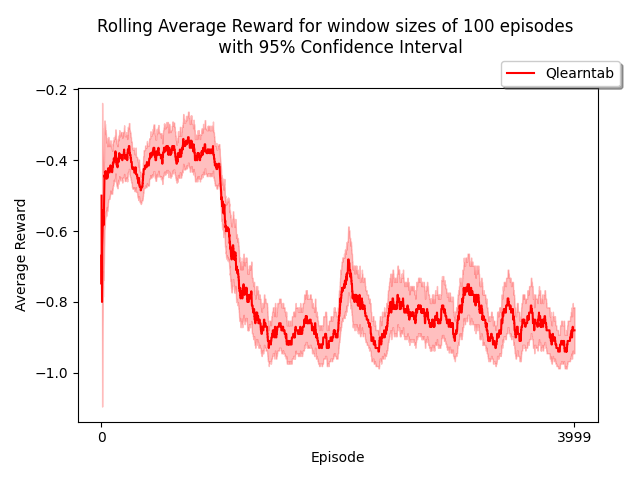 Rolling Average Reward for window sizes of 100 episodes
with 95% Confidence Interval
Qlearntab
−0.2
−0.4
−0.6
−0.8
−1.0
Average Reward
0
3999
Episode